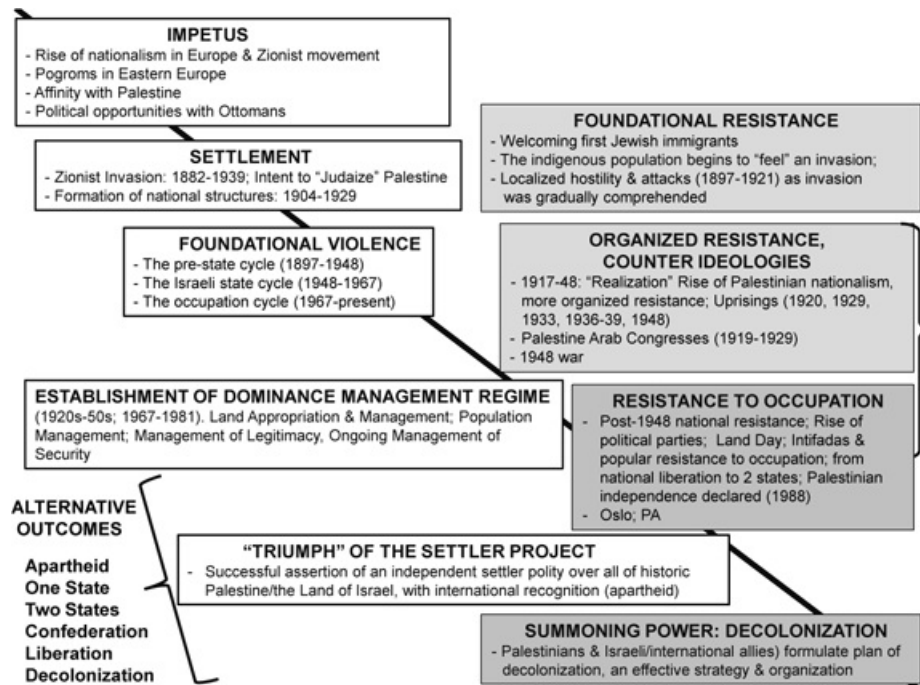 IMPETUS
- Rise of nationalism in Europe & Zionist movement
- Pogroms in Eastern Europe
- Affinity with Palestine
- Political opportunities with Ottomans
SETTLEMENT
- Zionist Invasion: 1882-1939; Intent to "Judaize" Palestine
- Formation of national structures: 1904-1929
FOUNDATIONAL VIOLENCE
- The pre-state cycle (1897-1948)
- The Israeli state cycle (1948-1967)
- The occupation cycle (1967-present)
ESTABLISHMENT OF DOMINANCE MANAGEMENT REGIME
(1920s-50s; 1967-1981). Land Appropriation & Management; Population
Management; Management of Legitimacy, Ongoing Management of
Security
FOUNDATIONAL RESISTANCE
- Welcoming first Jewish immigrants
- The indigenous population begins to "feel" an invasion;
- Localized hostility & attacks (1897-1921) as invasion
was gradually comprehended
ORGANIZED RESISTANCE,
COUNTER IDEOLOGIES
- 1917-48: "Realization" Rise of Palestinian nationalism,
more organized resistance; Uprisings (1920, 1929,
1933, 1936-39, 1948)
- Palestine Arab Congresses (1919-1929)
- 1948 war
RESISTANCE TO OCCUPATION
- Post-1948 national resistance; Rise of
political parties; Land Day; Intifadas &
popular resistance to occupation; from
national liberation to 2 states; Palestinian
independence declared (1988)
- Oslo; PA
ALTERNATIVE
OUTCOMES
Apartheid
One State
Two States
Confederation
Liberation
Decolonization
"TRIUMPH" OF THE SETTLER PROJECT
- Successful assertion of an independent settler polity over all of historic
Palestine/the Land of Israel, with international recognition (apartheid)
SUMMONING POWER: DECOLONIZATION
- Palestinians & Israeli/international allies) formulate plan of
decolonization, an effective strategy & organization